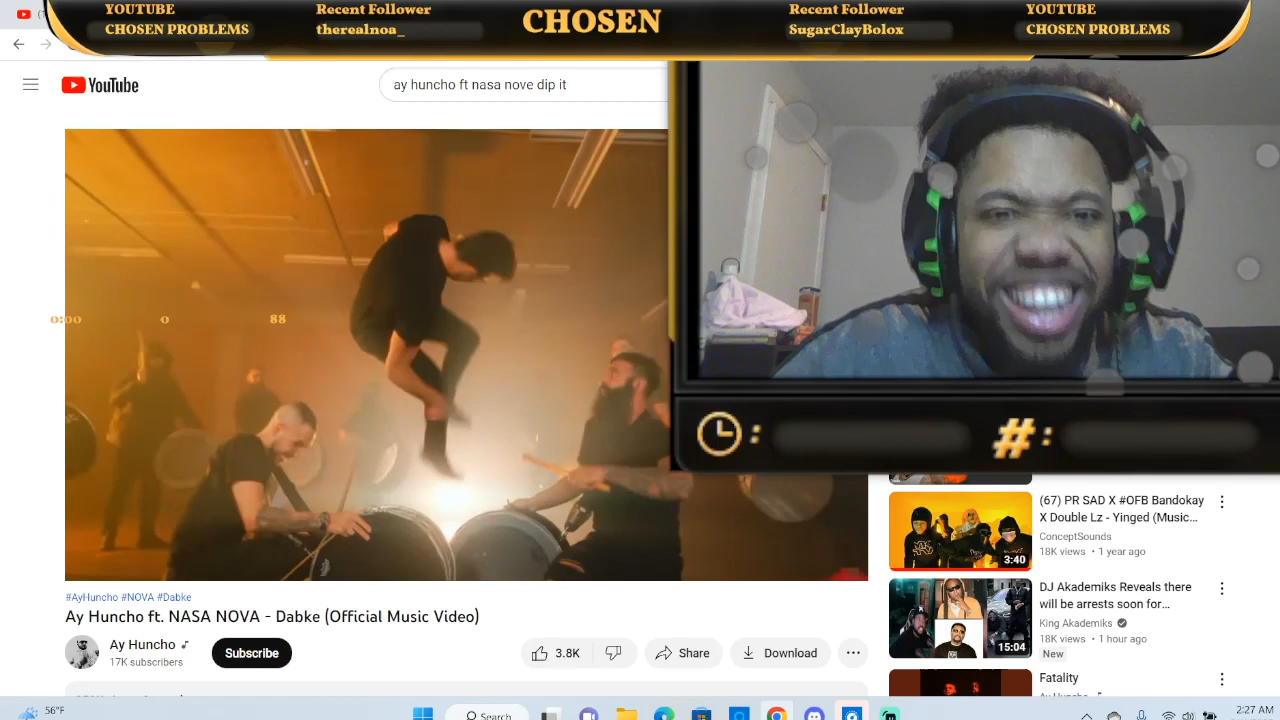 YOUTUBE
CHOSEN PROBLEMS
Recent Follower
therealnoa_
CHOSEN
Recent Follower
SugarClayBolox
YOUTUBE
CHOSEN PROBLEMS
YouTube
ay huncho ft nasa nove dip it
0:00
0
88
#AyHuncho #NOVA #Dabke
Ay Huncho ft. NASA NOVA - Dabke (Official Music Video)
Ay Huncho
17K subscribers
Subscribe
3.8K
Share
Download
:
# :
(67) PR SAD X #OFB Bandokay
X Double Lz - Yinged (Music...
ConceptSounds
18K views • 1 year ago
3:40
DJ Akademiks Reveals there
will be arrests soon for...
King Akademiks
18K views • 1 hour ago
New
15:04
Fatality
56°F
Search
2:27 AM